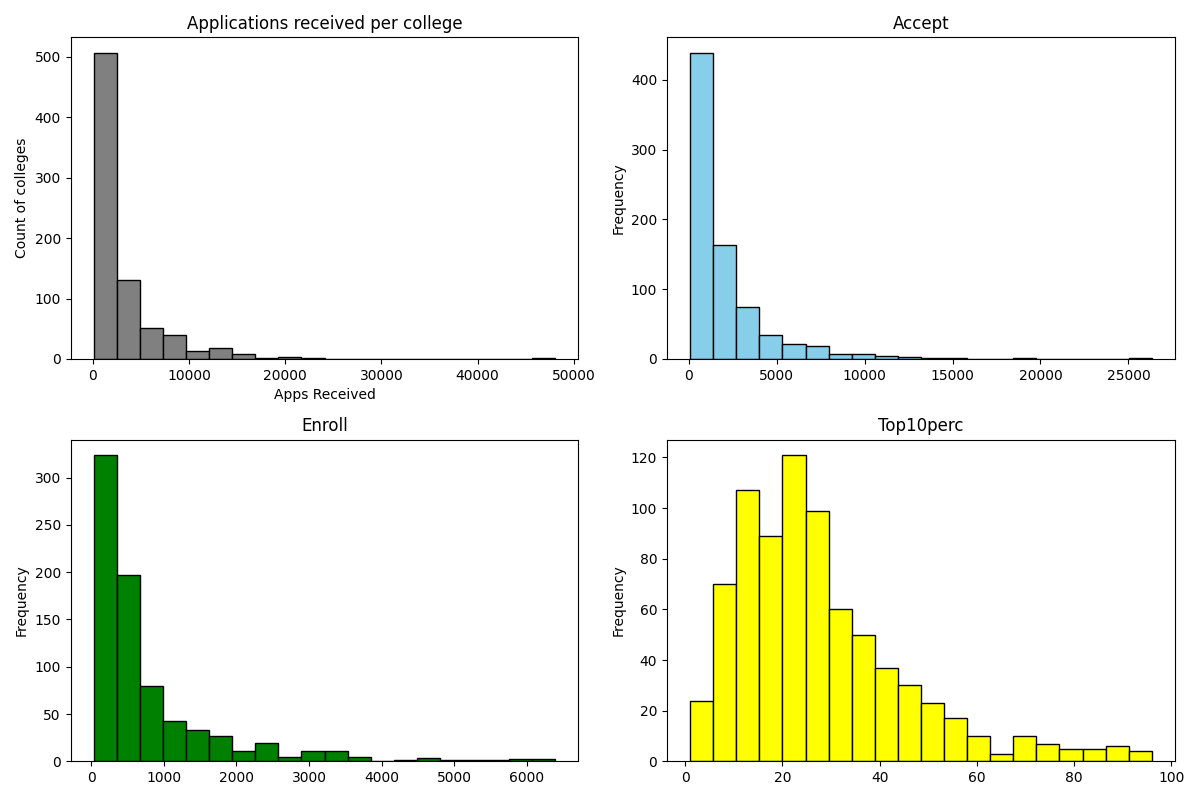 Applications received per college
Count of colleges
500
400
300
200
100
0
0 10000 20000 30000 40000 50000
Apps Received
Accept
Frequency
400
300
200
100
0
0 5000 10000 15000 20000 25000
Enroll
Frequency
300
250
200
150
100
50
0
0 1000 2000 3000 4000 5000 6000
Top10perc
Frequency
120
100
80
60
40
20
0
0 20 40 60 80 100